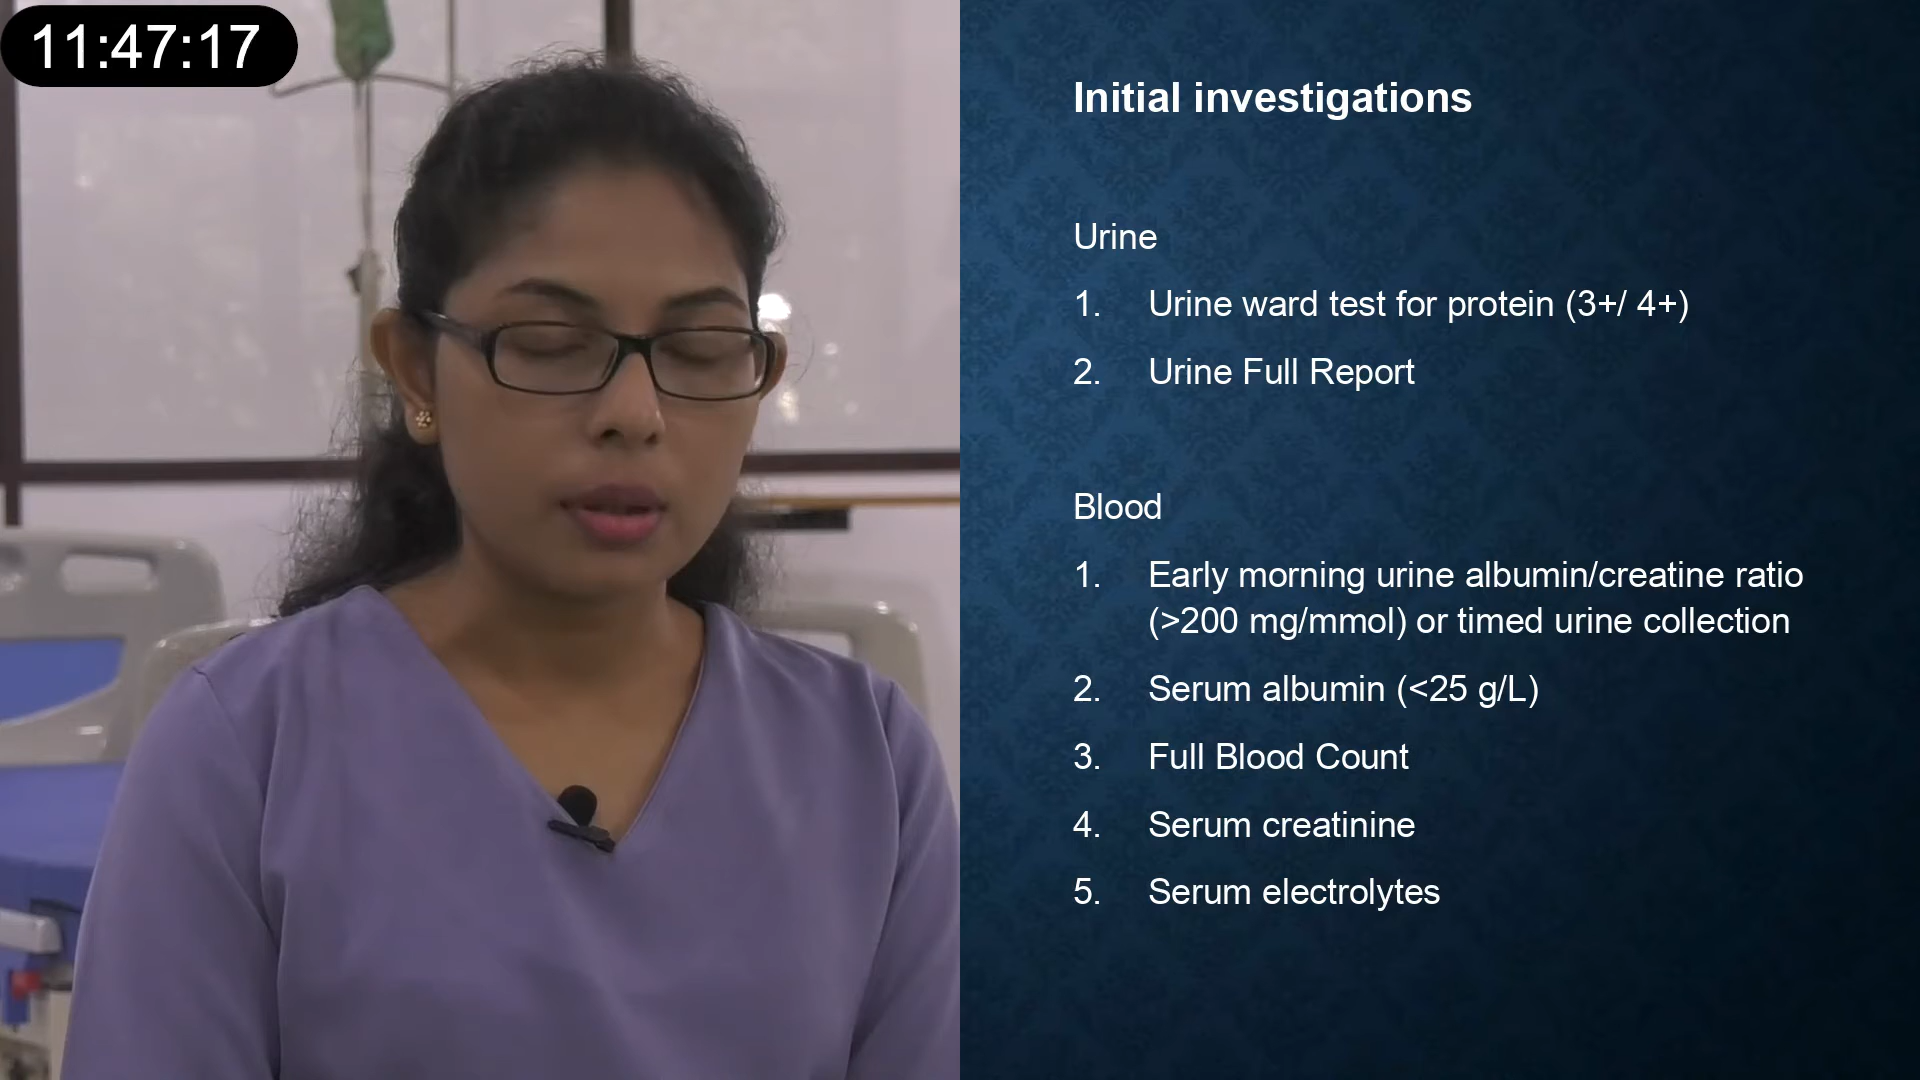 11:47:17
Initial investigations
Urine
1. Urine ward test for protein (3+/ 4+)
2. Urine Full Report
Blood
1. Early morning urine albumin/creatine ratio
(>200 mg/mmol) or timed urine collection
2. Serum albumin (<25 g/L)
3. Full Blood Count
4. Serum creatinine
5. Serum electrolytes